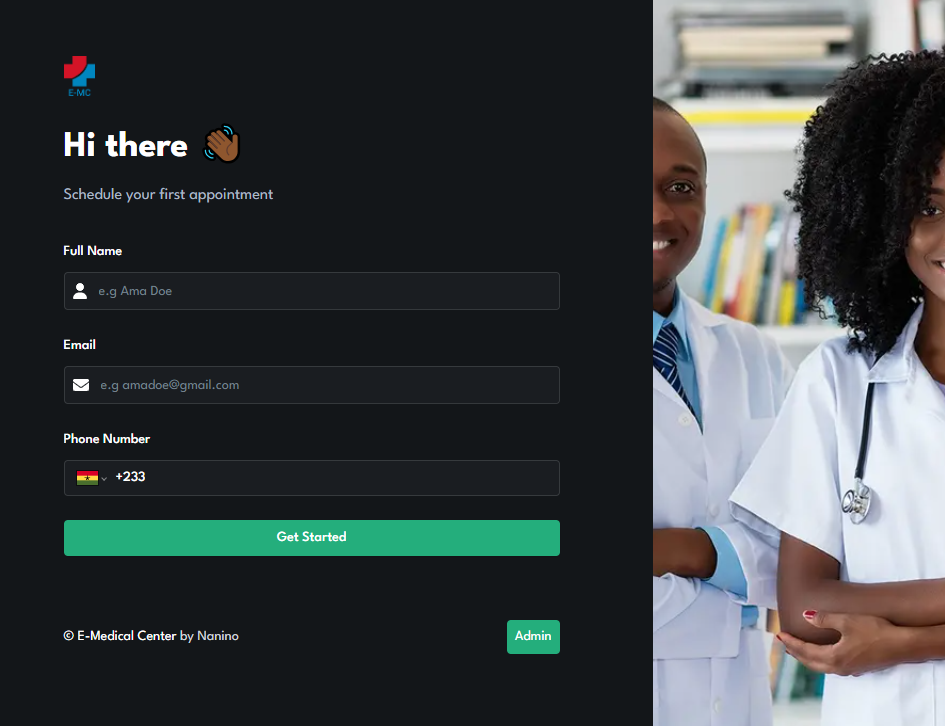 E-MC
Hi there 👋🏾
Schedule your first appointment
Full Name
e.g Ama Doe
Email
e.g amadoe@gmail.com
Phone Number
+233
Get Started
© E-Medical Center by Nanino
Admin